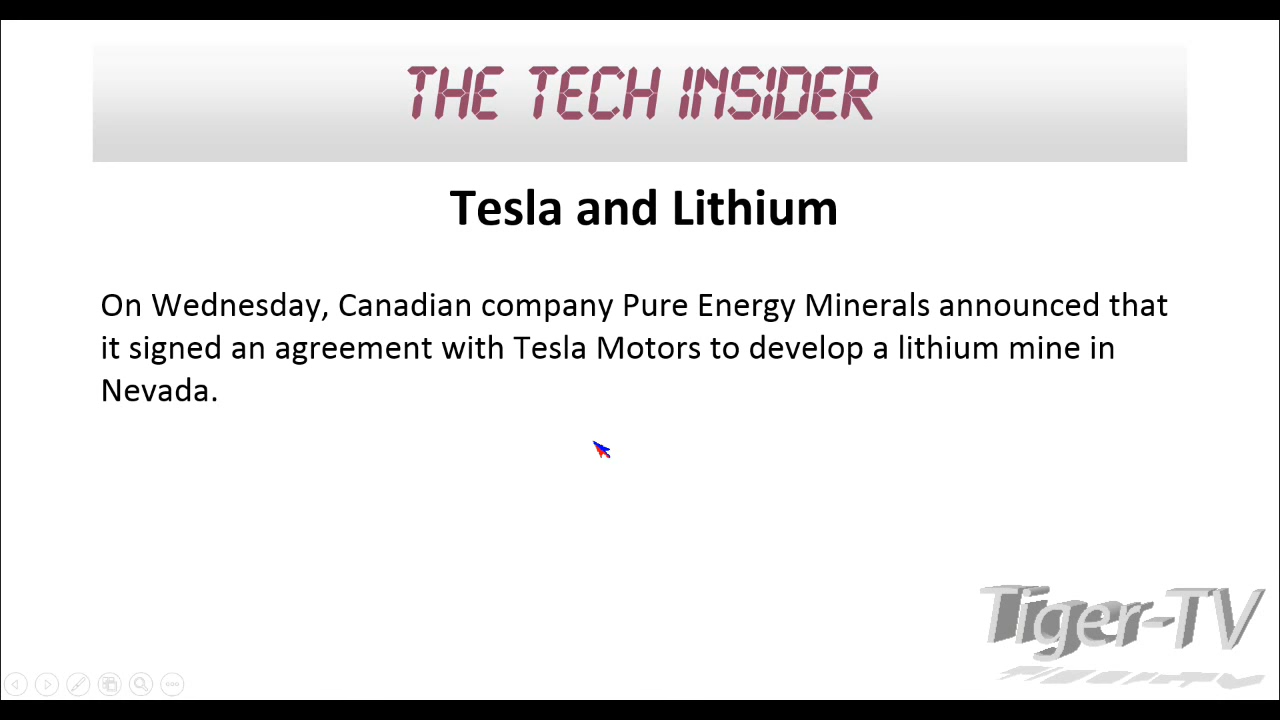 THE TECH INSIDER
Tesla and Lithium
On Wednesday, Canadian company Pure Energy Minerals announced that
it signed an agreement with Tesla Motors to develop a lithium mine in
Nevada.
Tiger-TV